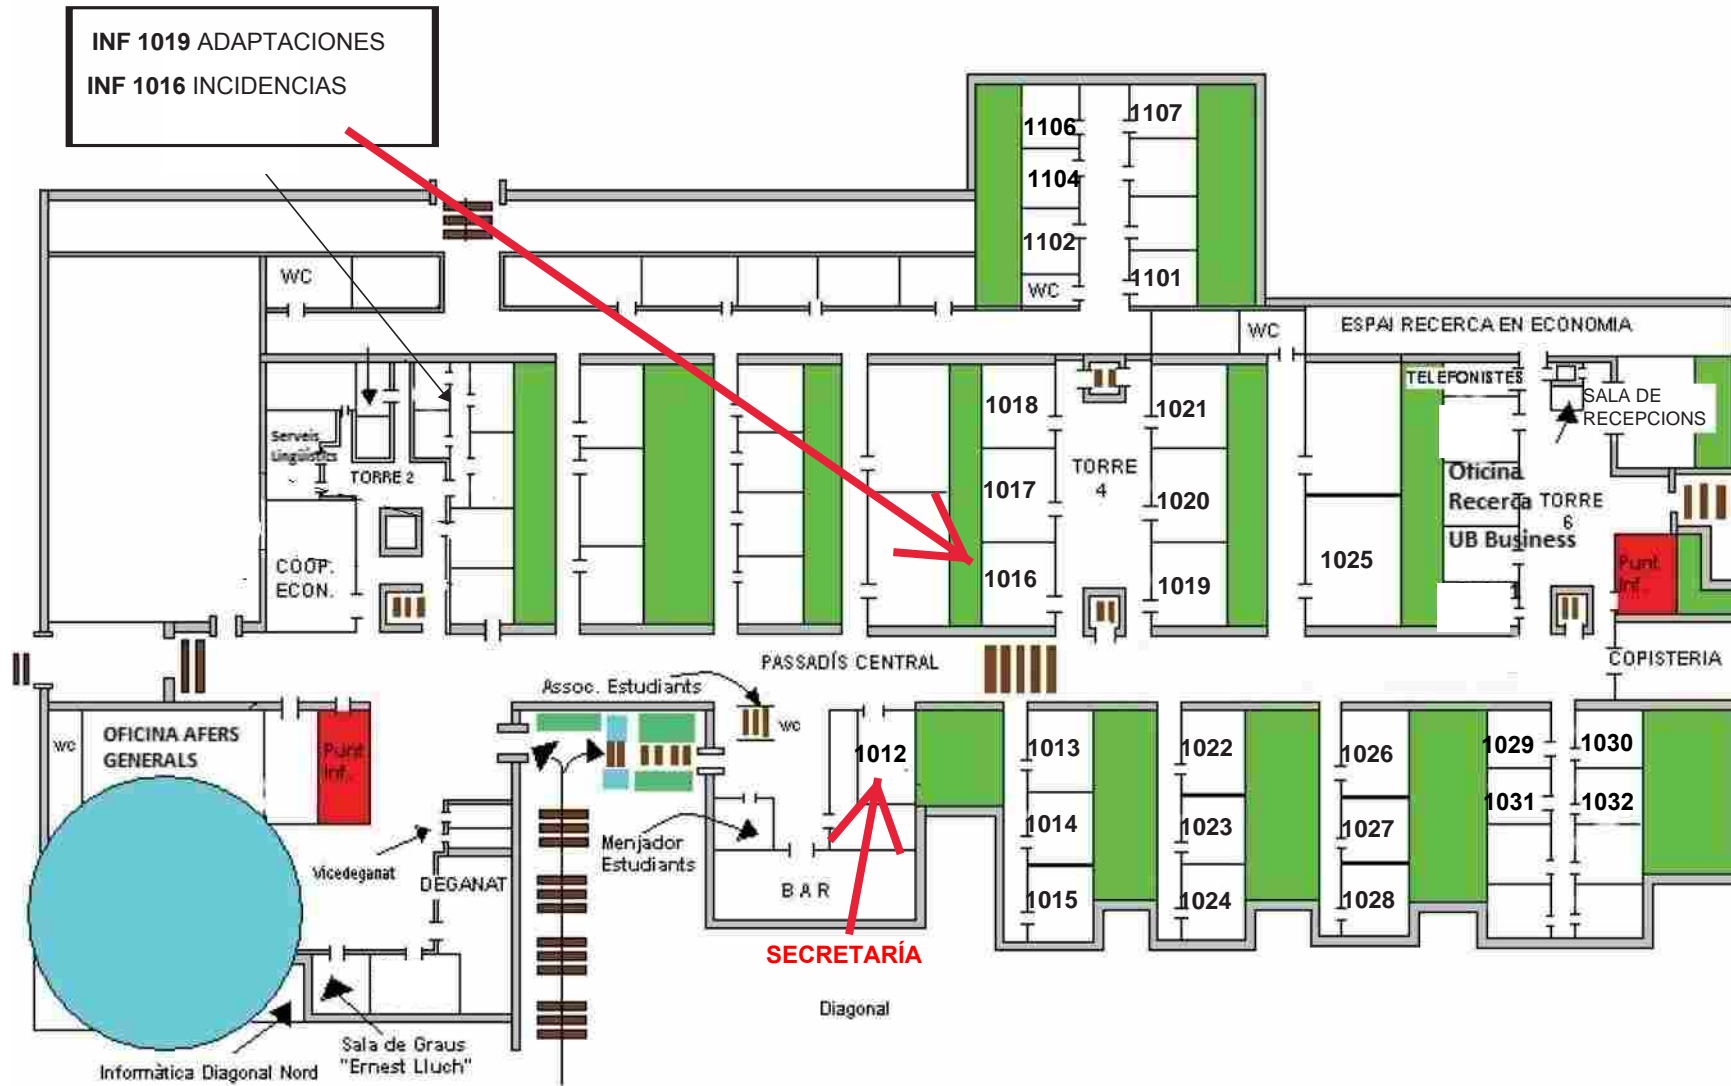 INF 1019 ADAPTACIONES
INF 1016 INCIDENCIAS
1106
1107
1104
1102
1101
WC
WC
WC
ESPAI RECERCA EN ECONOMIA
TELEFONISTES
SALA DE
RECEPCIONS
1018
1021
Serveis
Lingüístics
TORRE 2
TORRE
4
1017
1020
Oficina
Recerca
UB Business
TORRE
6
COOP.
ECON.
1016
1019
1025
Punt
Inf.
PASSADÍS CENTRAL
COPISTERIA
Assoc. Estudiants
wc
wc
OFICINA AFERS
GENERALS
Punt
Inf.
1012
1013
1022
1026
1029
1030
1031
1032
1014
1023
1027
Menjador
Estudiants
Vicedeganat
DEGANAT
BAR
1015
1024
1028
SECRETARÍA
Diagonal
Sala de Graus
"Ernest Lluch"
Informàtica Diagonal Nord